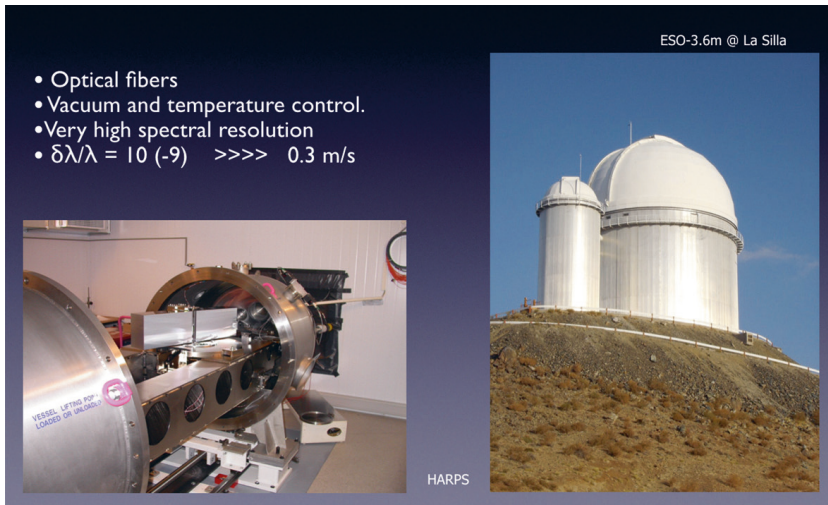 ESO-3.6m @ La Silla
• Optical fibers
• Vacuum and temperature control.
•Very high spectral resolution
• δλ/λ = 10 (-9)    >>>>   0.3 m/s
VESSEL LIFTING
LOADED OR UNLOADED
HARPS